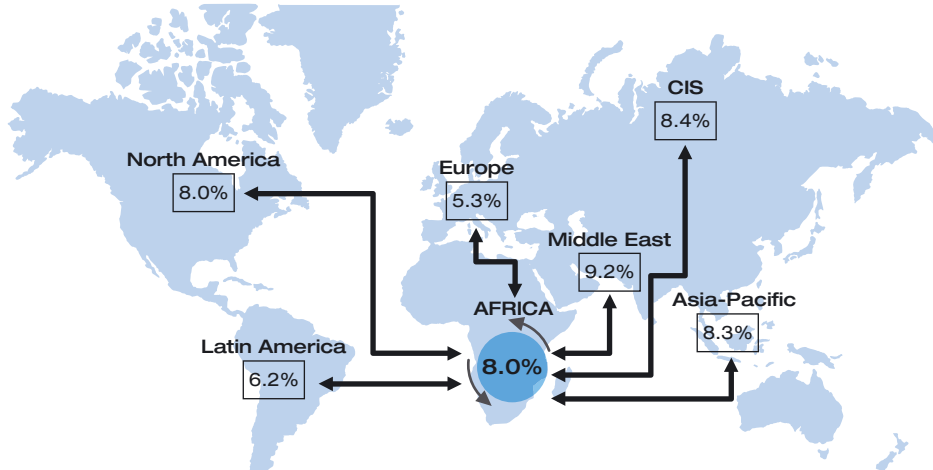 CIS
8.4%
North America
8.0%
Europe
5.3%
Middle East
9.2%
Asia-Pacific
8.3%
AFRICA
8.0%
Latin America
6.2%